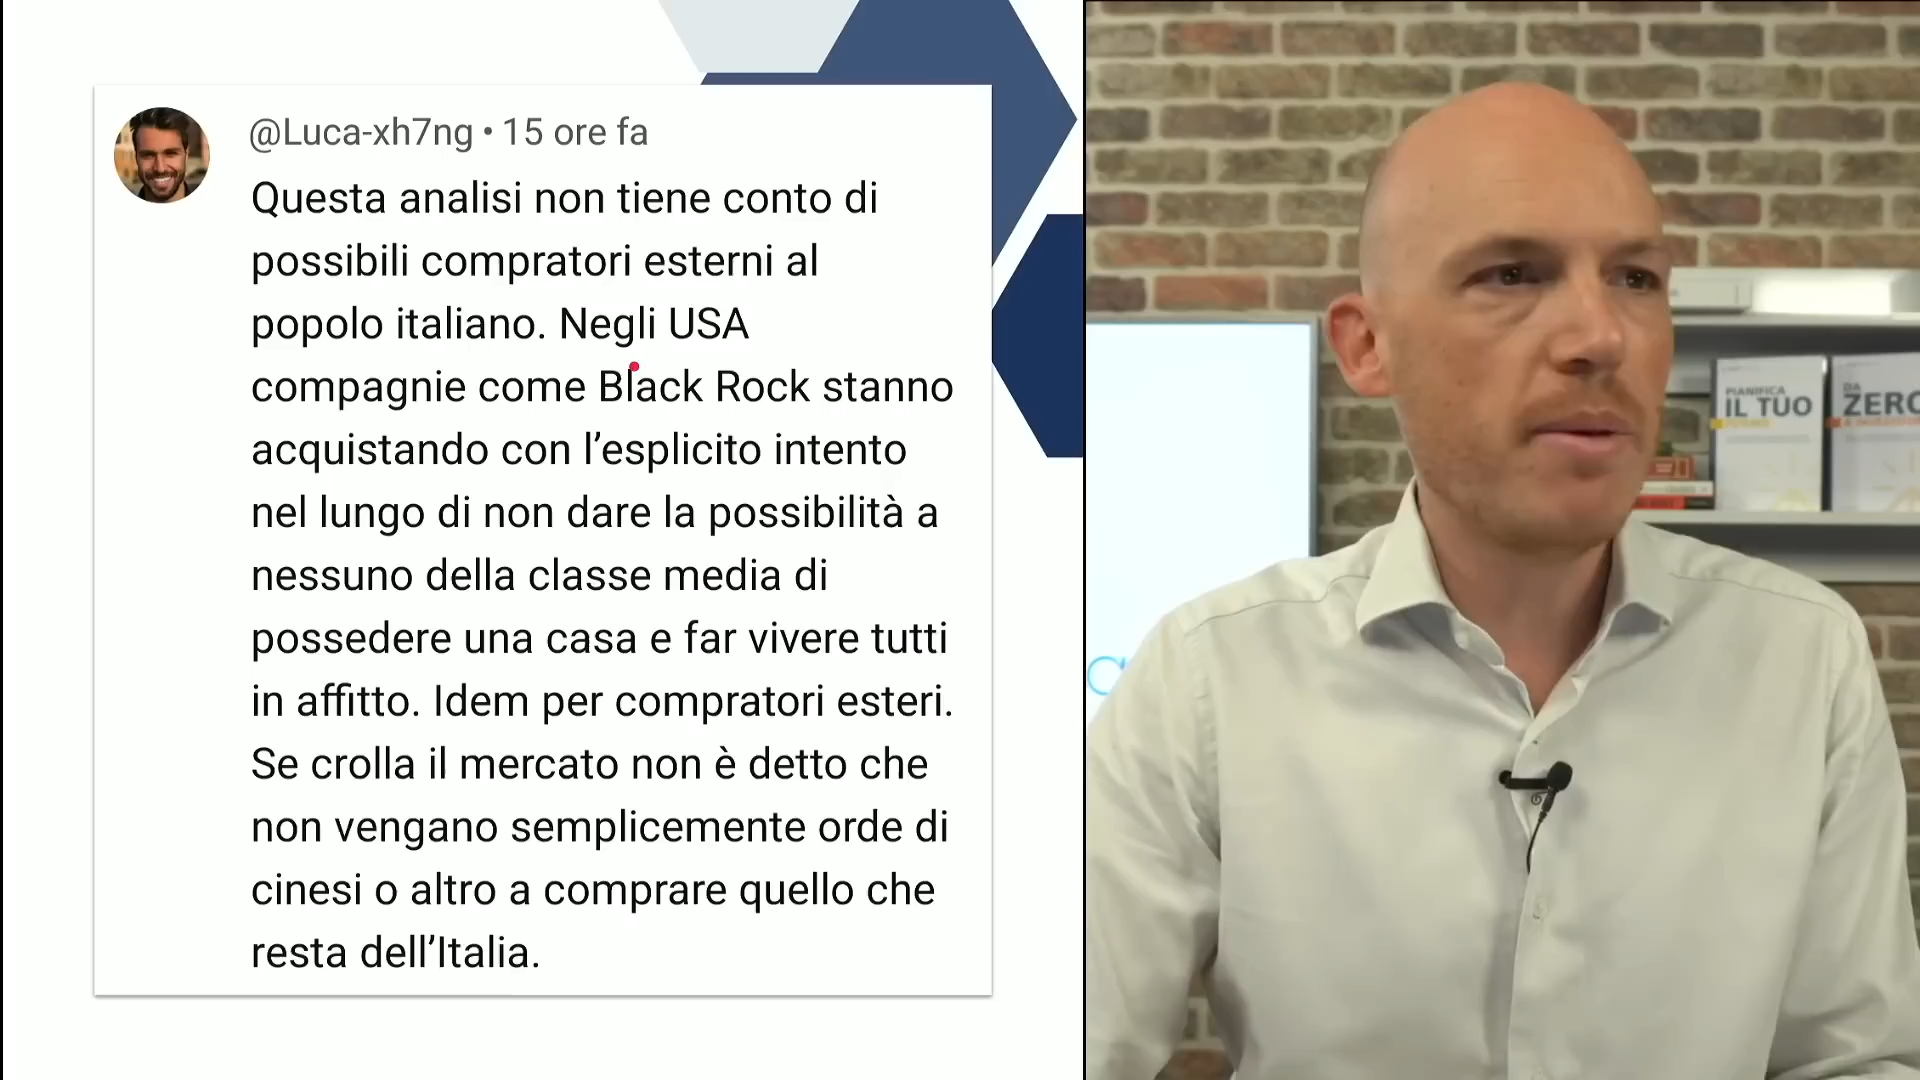 @Luca-xh7ng • 15 ore fa
Questa analisi non tiene conto di
possibili compratori esterni al
popolo italiano. Negli USA
compagnie come Black Rock stanno
acquistando con l’esplicito intento
nel lungo di non dare la possibilità a
nessuno della classe media di
possedere una casa e far vivere tutti
in affitto. Idem per compratori esteri.
Se crolla il mercato non è detto che
non vengano semplicemente orde di
cinesi o altro a comprare quello che
resta dell’Italia.
PIANIFICA
IL TUO
DA
ZERO